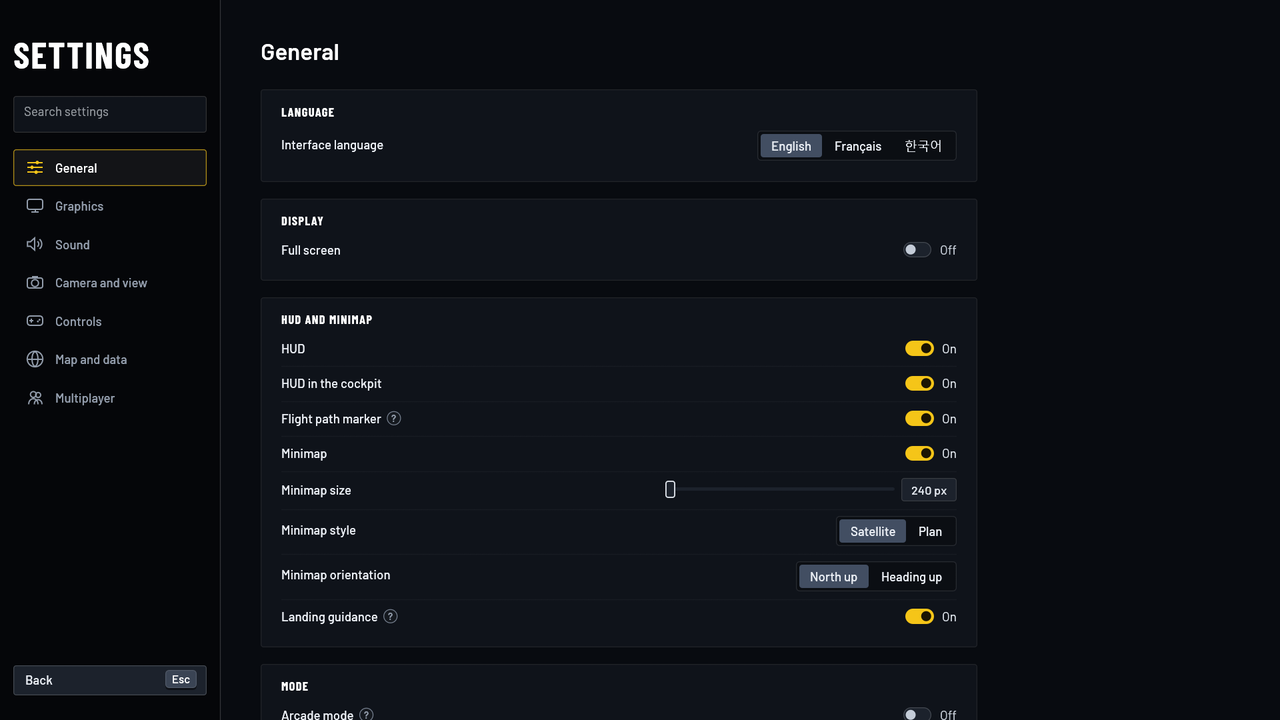 SETTINGS
Search settings
General
Graphics
Sound
Camera and view
Controls
Map and data
Multiplayer
Back Esc
General
LANGUAGE
Interface language English Français 한국어
DISPLAY
Full screen Off
HUD AND MINIMAP
HUD On
HUD in the cockpit On
Flight path marker ? On
Minimap On
Minimap size 240 px
Minimap style Satellite Plan
Minimap orientation North up Heading up
Landing guidance ? On
MODE
Arcade mode ? Off